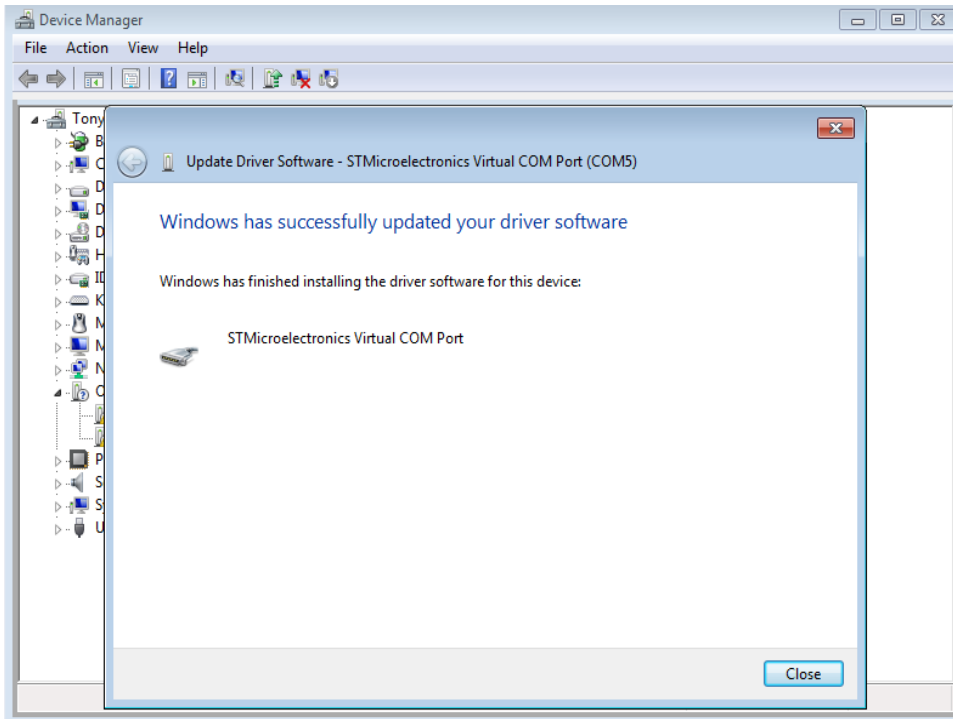 Device Manager
File Action View Help
Tony
B
C
D
D
D
H
ID
K
M
M
N
O
P
S
S
U
Update Driver Software - STMicroelectronics Virtual COM Port (COM5)
Windows has successfully updated your driver software
Windows has finished installing the driver software for this device:
STMicroelectronics Virtual COM Port
Close